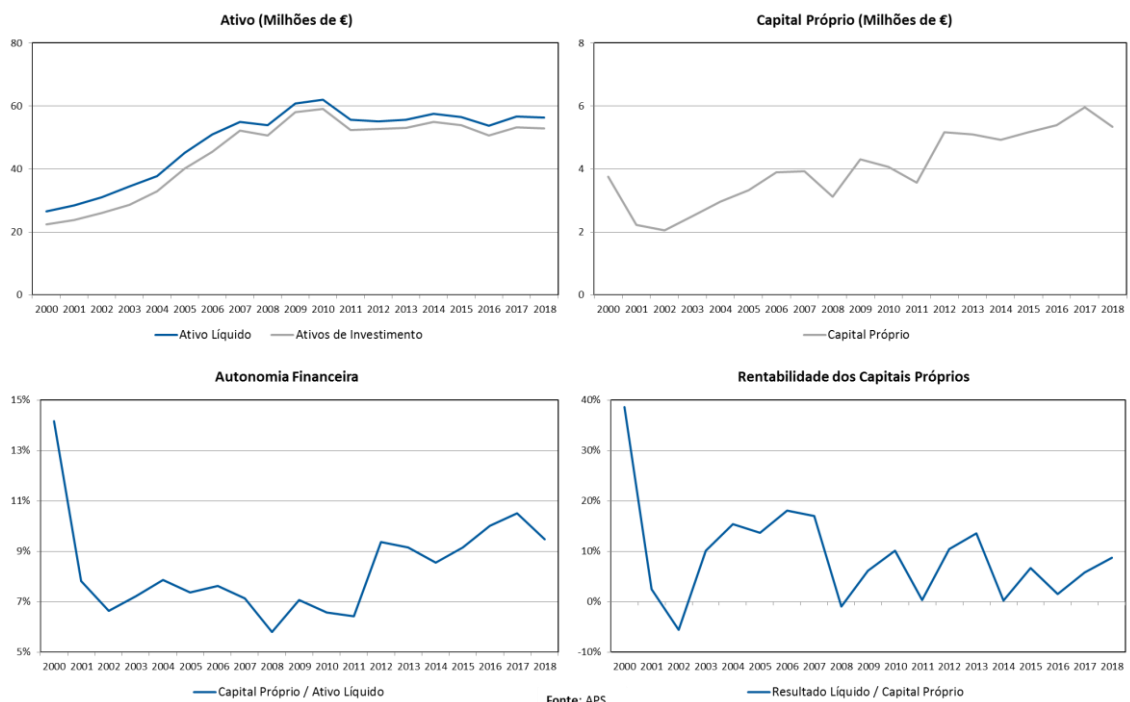 Ativo (Milhões de €)
80
60
40
20
0
2000 2001 2002 2003 2004 2005 2006 2007 2008 2009 2010 2011 2012 2013 2014 2015 2016 2017 2018
Ativo Líquido Ativos de Investimento
Capital Próprio (Milhões de €)
8
6
4
2
0
2000 2001 2002 2003 2004 2005 2006 2007 2008 2009 2010 2011 2012 2013 2014 2015 2016 2017 2018
Capital Próprio
Autonomia Financeira
15%
13%
11%
9%
7%
5%
2000 2001 2002 2003 2004 2005 2006 2007 2008 2009 2010 2011 2012 2013 2014 2015 2016 2017 2018
Capital Próprio / Ativo Líquido
Rentabilidade dos Capitais Próprios
40%
30%
20%
10%
0%
-10%
2000 2001 2002 2003 2004 2005 2006 2007 2008 2009 2010 2011 2012 2013 2014 2015 2016 2017 2018
Resultado Líquido / Capital Próprio
Fonte: APS